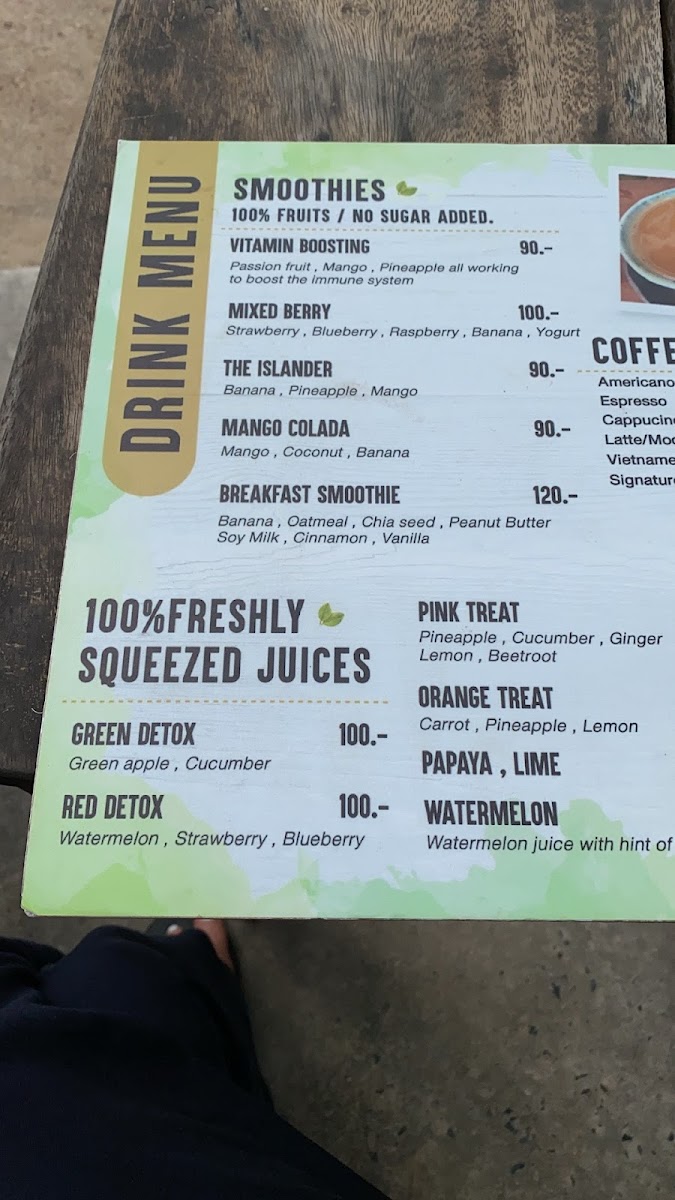 DRINK MENU
SMOOTHIES
100% FRUITS / NO SUGAR ADDED.
VITAMIN BOOSTING 90.-
Passion fruit , Mango , Pineapple all working
to boost the immune system
MIXED BERRY 100.-
Strawberry , Blueberry , Raspberry , Banana , Yogurt
THE ISLANDER 90.-
Banana , Pineapple , Mango
MANGO COLADA 90.-
Mango , Coconut , Banana
BREAKFAST SMOOTHIE 120.-
Banana , Oatmeal , Chia seed , Peanut Butter
Soy Milk , Cinnamon , Vanilla
COFFE
Americano
Espresso
Cappucin
Latte/Mo
Vietname
Signatur
100%FRESHLY
SQUEEZED JUICES
GREEN DETOX 100.-
Green apple , Cucumber
RED DETOX 100.-
Watermelon , Strawberry , Blueberry
PINK TREAT
Pineapple , Cucumber , Ginger
Lemon , Beetroot
ORANGE TREAT
Carrot , Pineapple , Lemon
PAPAYA , LIME
WATERMELON
Watermelon juice with hint of